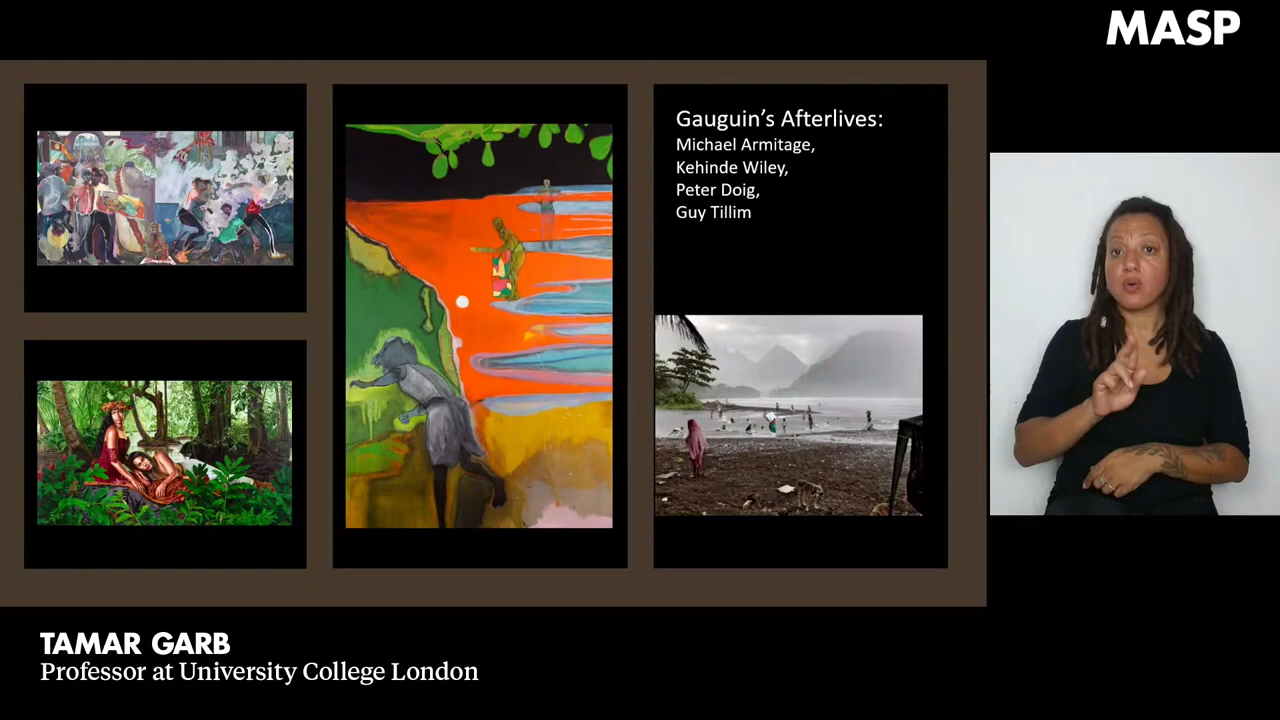 MASP
Gauguin's Afterlives:
Michael Armitage,
Kehinde Wiley,
Peter Doig,
Guy Tillim
TAMAR GARB
Professor at University College London